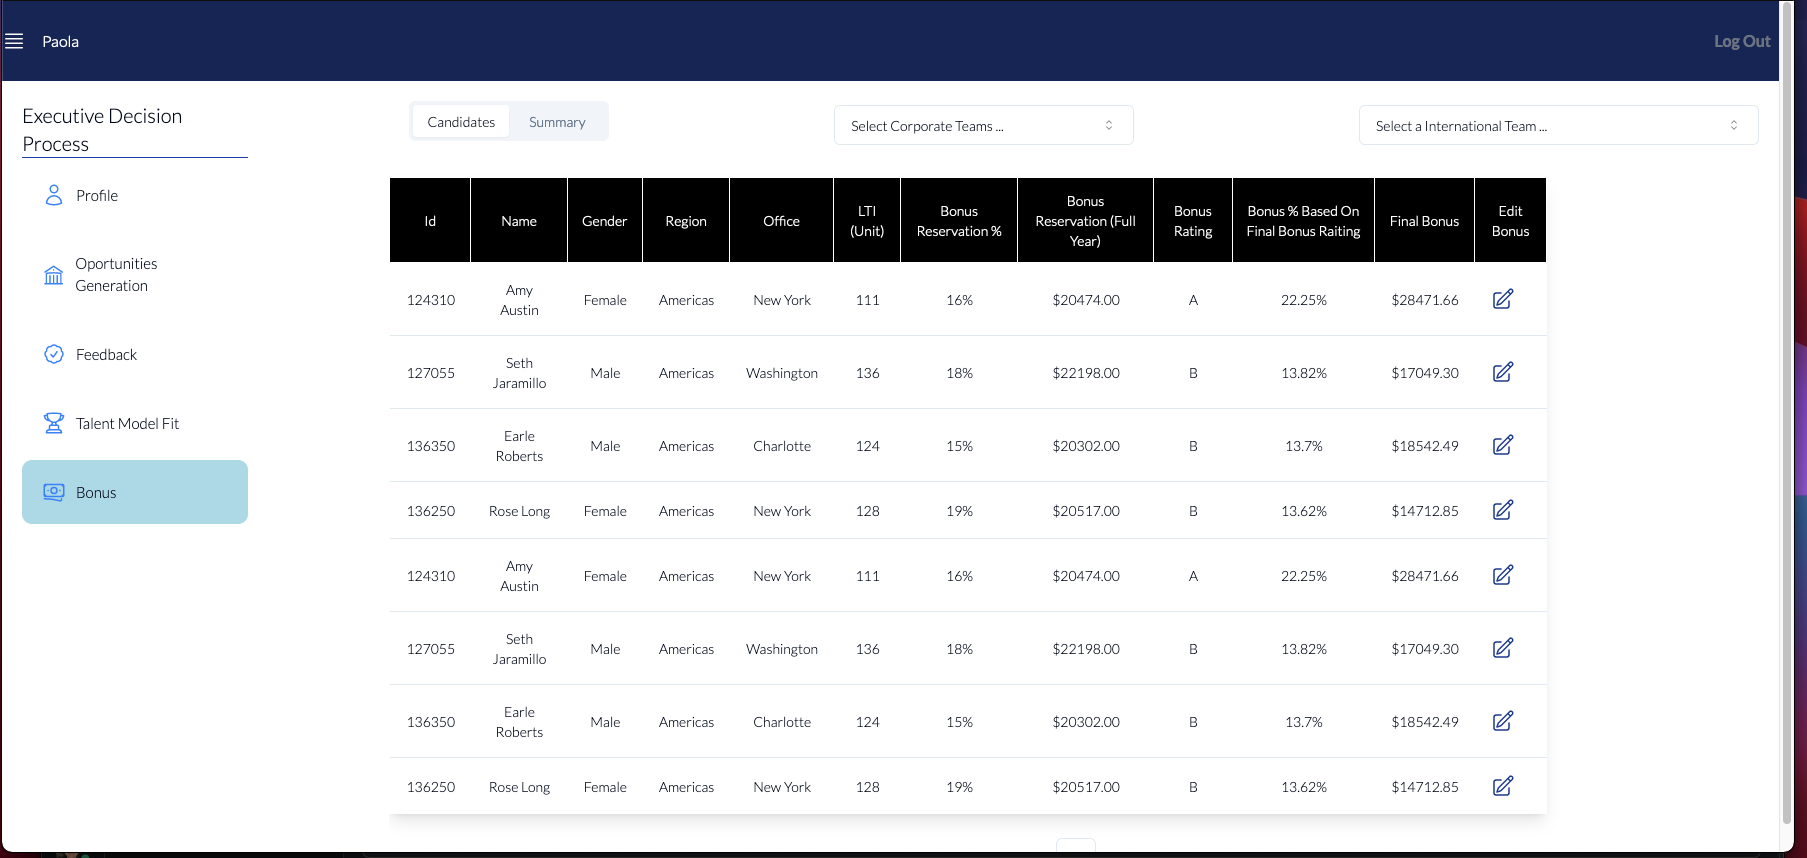 Paola
Log Out
Executive Decision
Process
Profile
Oportunities
Generation
Feedback
Talent Model Fit
Bonus
Candidates Summary
Select Corporate Teams ...
Select a International Team ...
Id Name Gender Region Office LTI (Unit) Bonus Reservation % Bonus Reservation (Full Year) Bonus Rating Bonus % Based On Final Bonus Raiting Final Bonus Edit Bonus
124310 Amy Austin Female Americas New York 111 16% $20474.00 A 22.25% $28471.66
127055 Seth Jaramillo Male Americas Washington 136 18% $22198.00 B 13.82% $17049.30
136350 Earle Roberts Male Americas Charlotte 124 15% $20302.00 B 13.7% $18542.49
136250 Rose Long Female Americas New York 128 19% $20517.00 B 13.62% $14712.85
124310 Amy Austin Female Americas New York 111 16% $20474.00 A 22.25% $28471.66
127055 Seth Jaramillo Male Americas Washington 136 18% $22198.00 B 13.82% $17049.30
136350 Earle Roberts Male Americas Charlotte 124 15% $20302.00 B 13.7% $18542.49
136250 Rose Long Female Americas New York 128 19% $20517.00 B 13.62% $14712.85